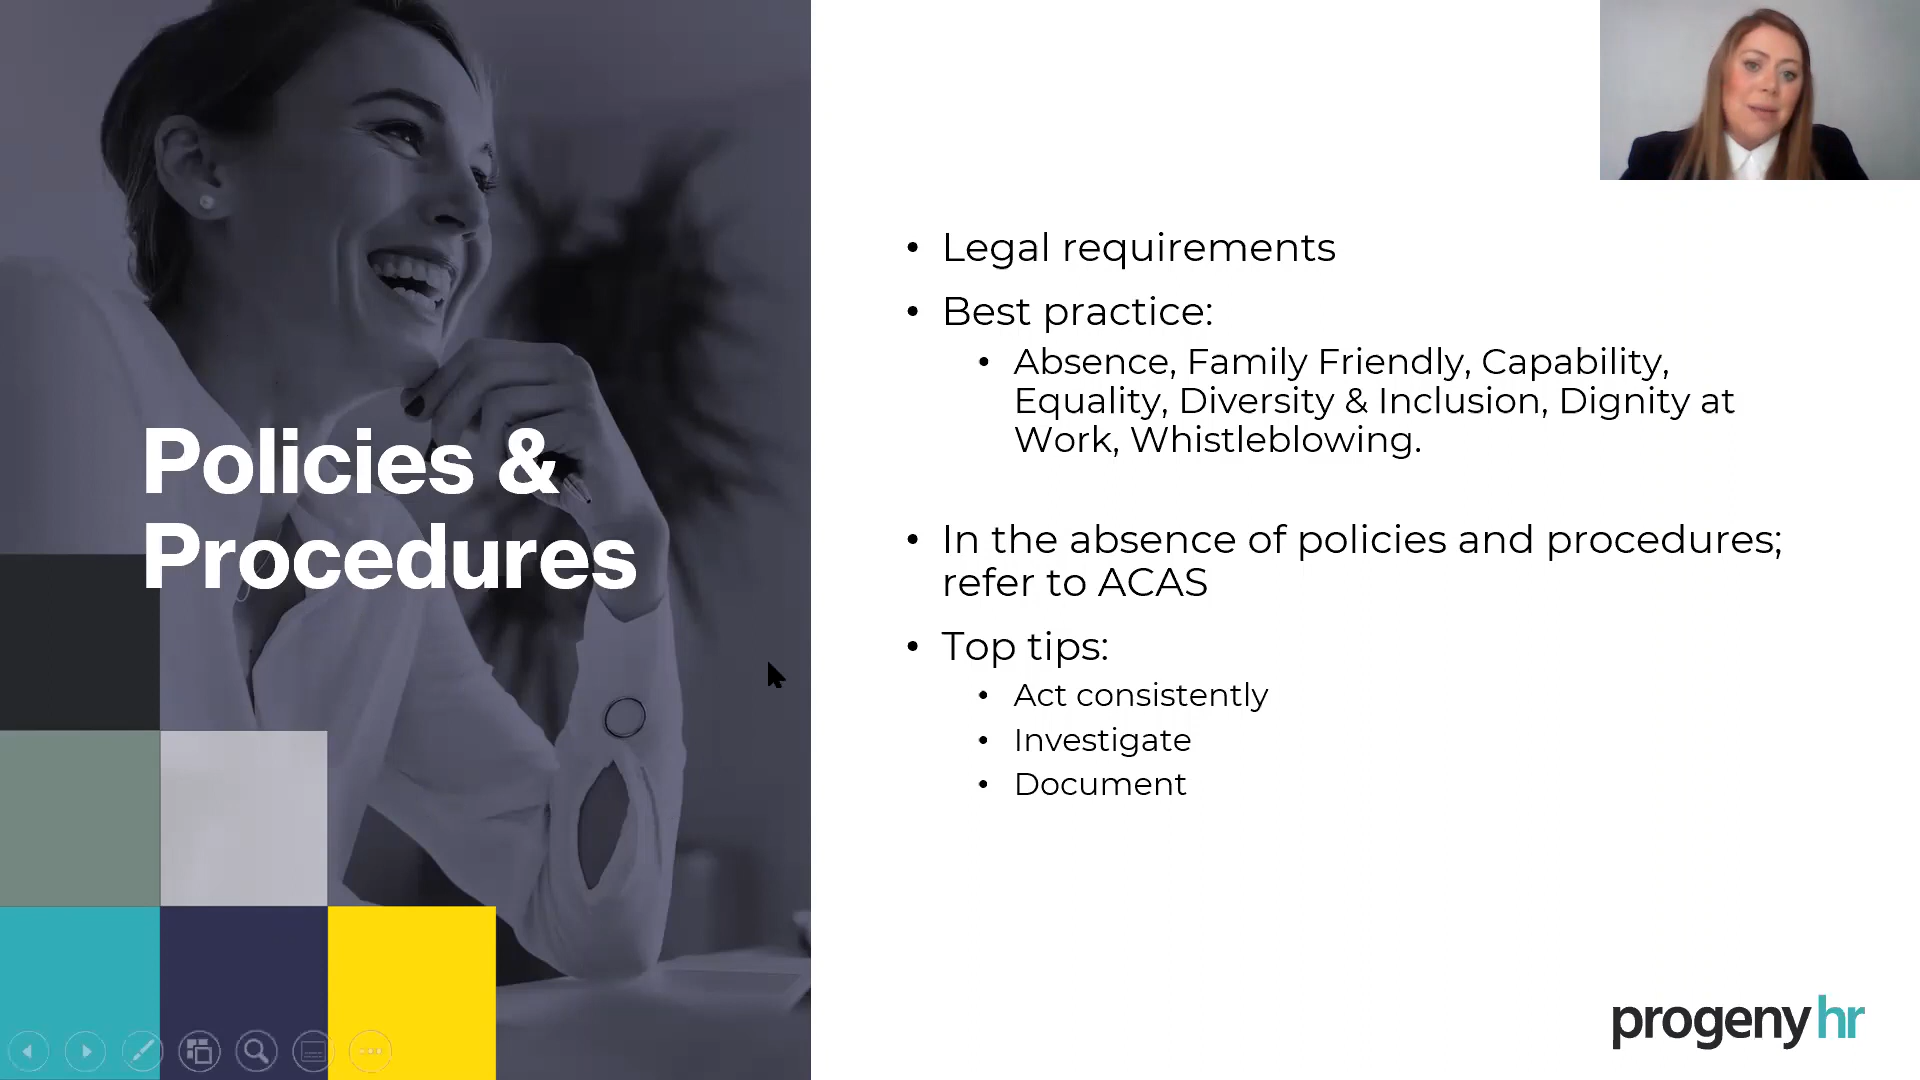 Policies &
Procedures
• Legal requirements
• Best practice:
• Absence, Family Friendly, Capability,
Equality, Diversity & Inclusion, Dignity at
Work, Whistleblowing.
• In the absence of policies and procedures;
refer to ACAS
• Top tips:
• Act consistently
• Investigate
• Document
progeny hr